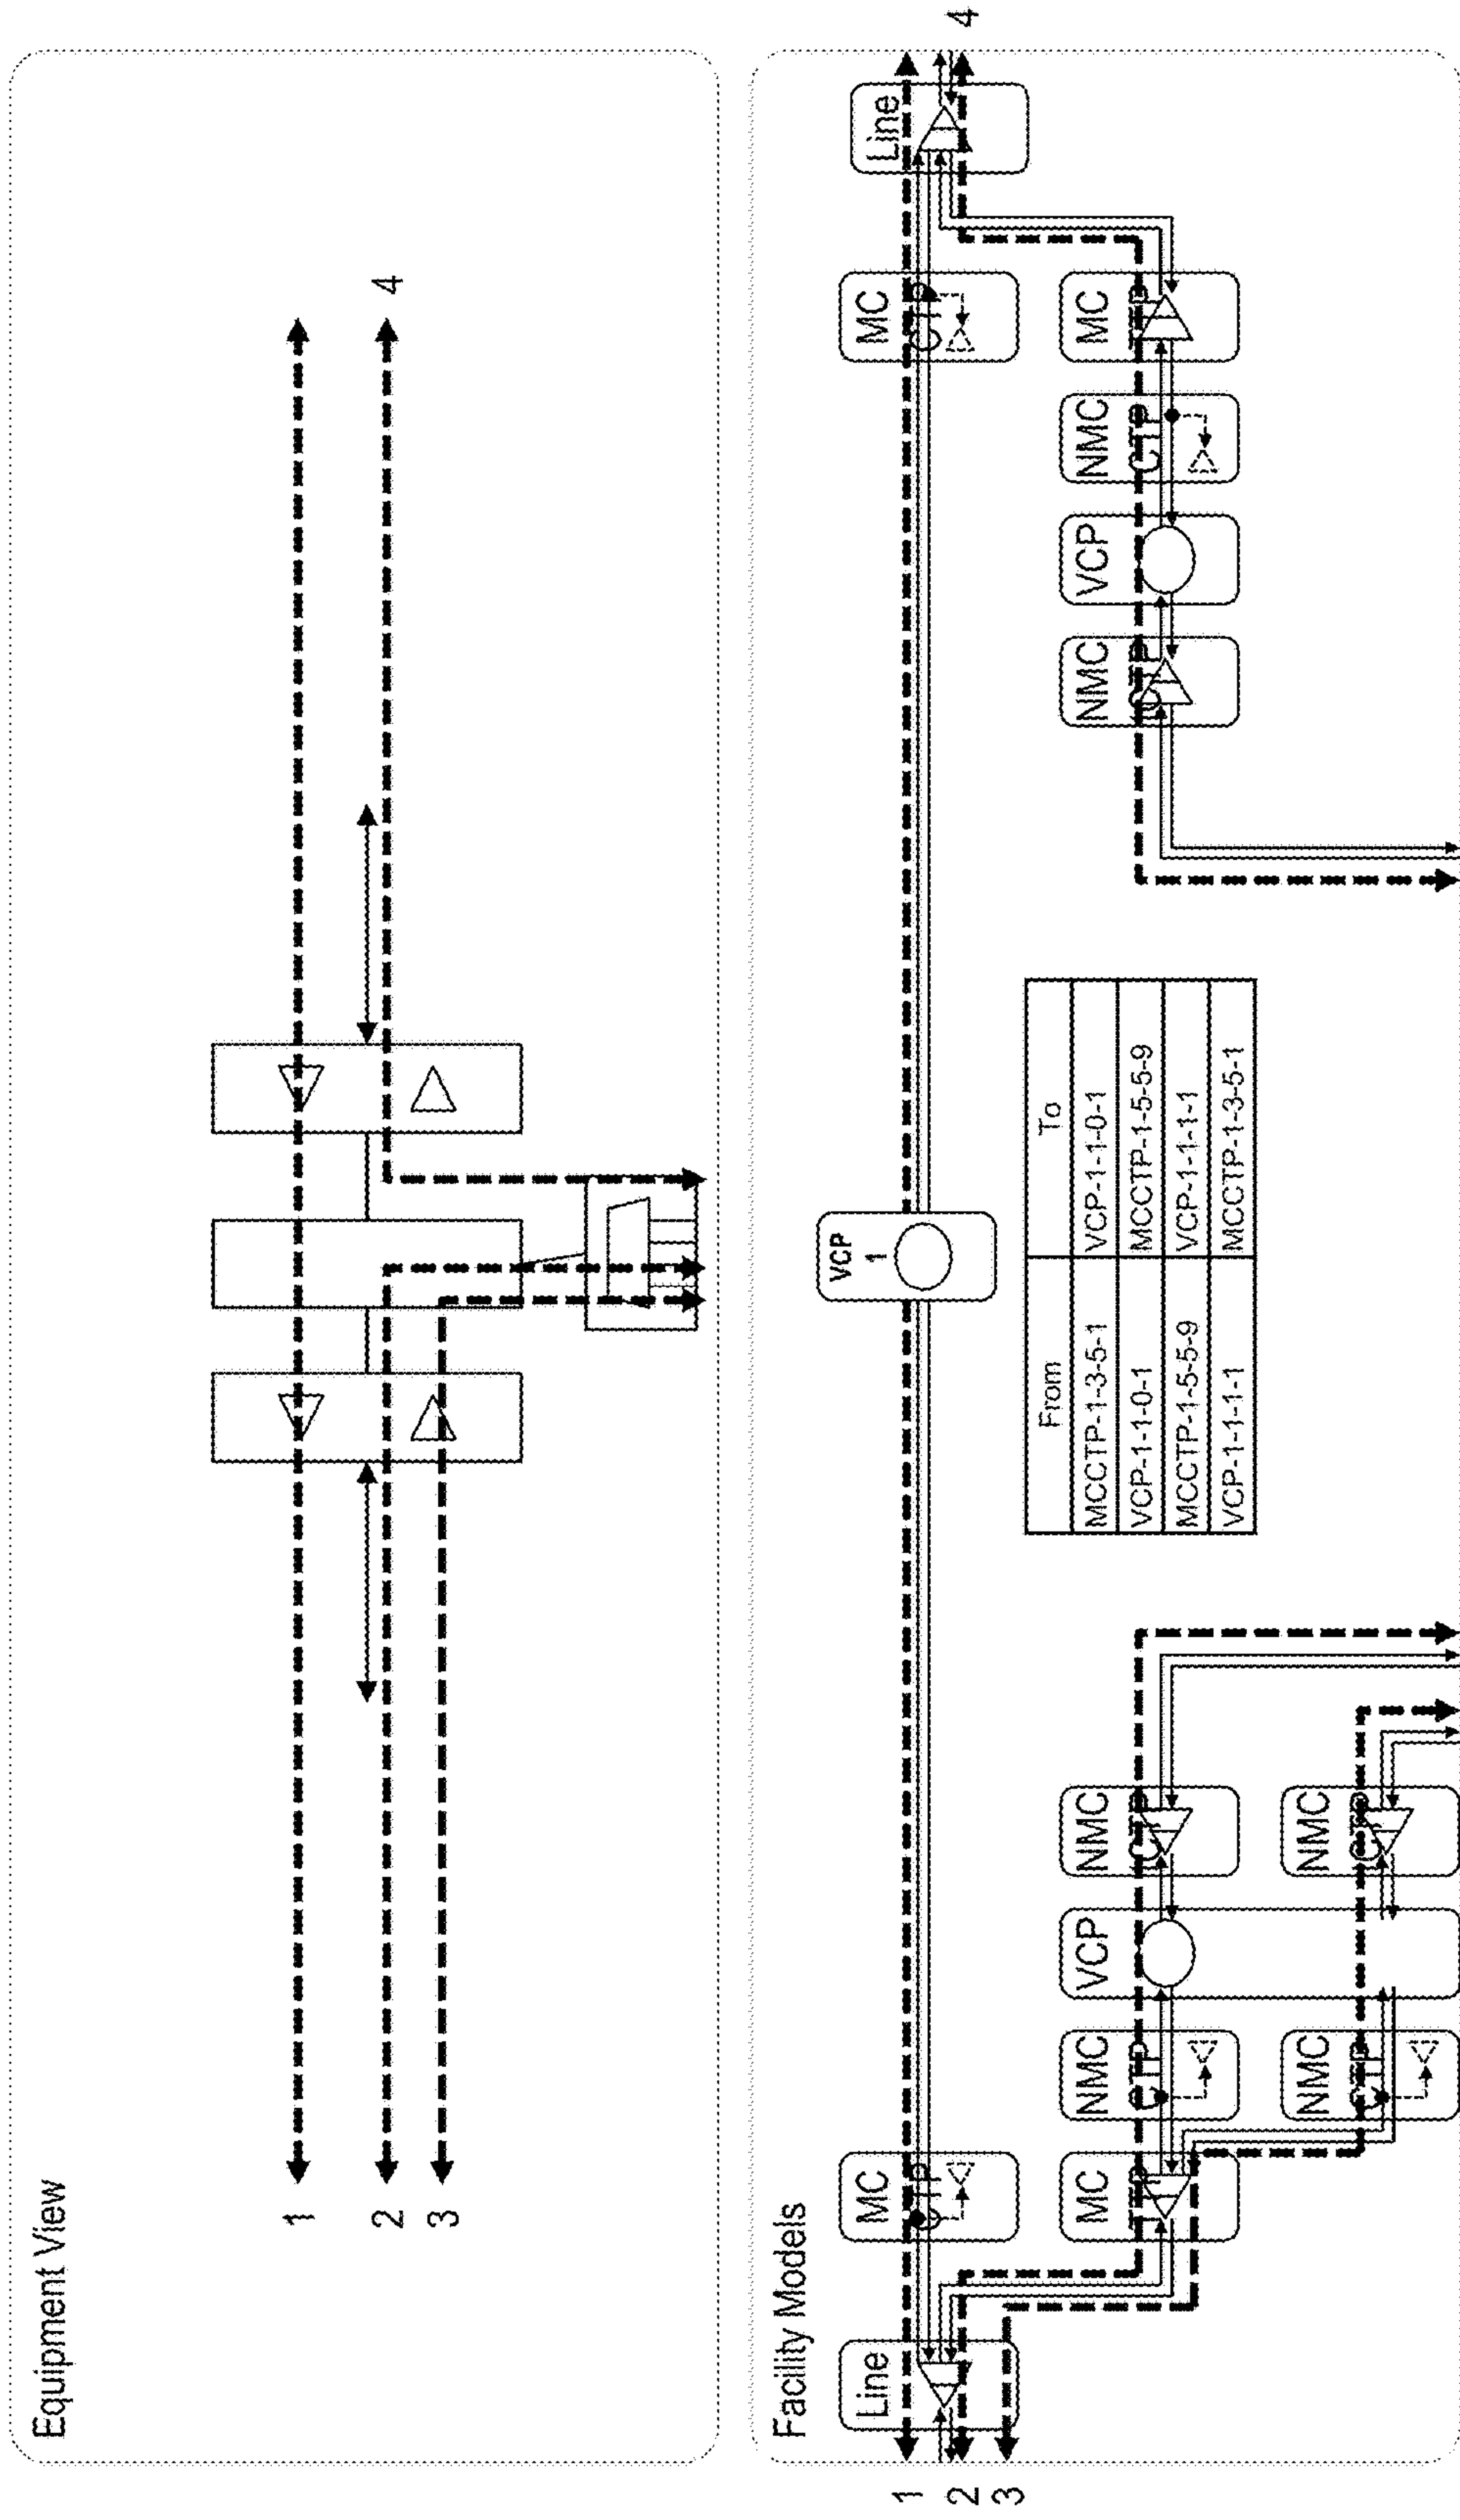 Equipment View
1
2
4
3
Facility Models
Line
MC
CTP
VCP
1
MC
CTP
Line
1
2
3
4
MC
TTP
NMC
CTP
VCP
NMC
CTP
NMC
CTP
NMC
CTP
From To
MCCTP-1-3-5-1 VCP-1-1-0-1
VCP-1-1-0-1 MCCTP-1-5-5-9
MCCTP-1-5-5-9 VCP-1-1-1-1
VCP-1-1-1-1 MCCTP-1-3-5-1
NMC
CTP
VCP
NMC
CTP
MC
TTP